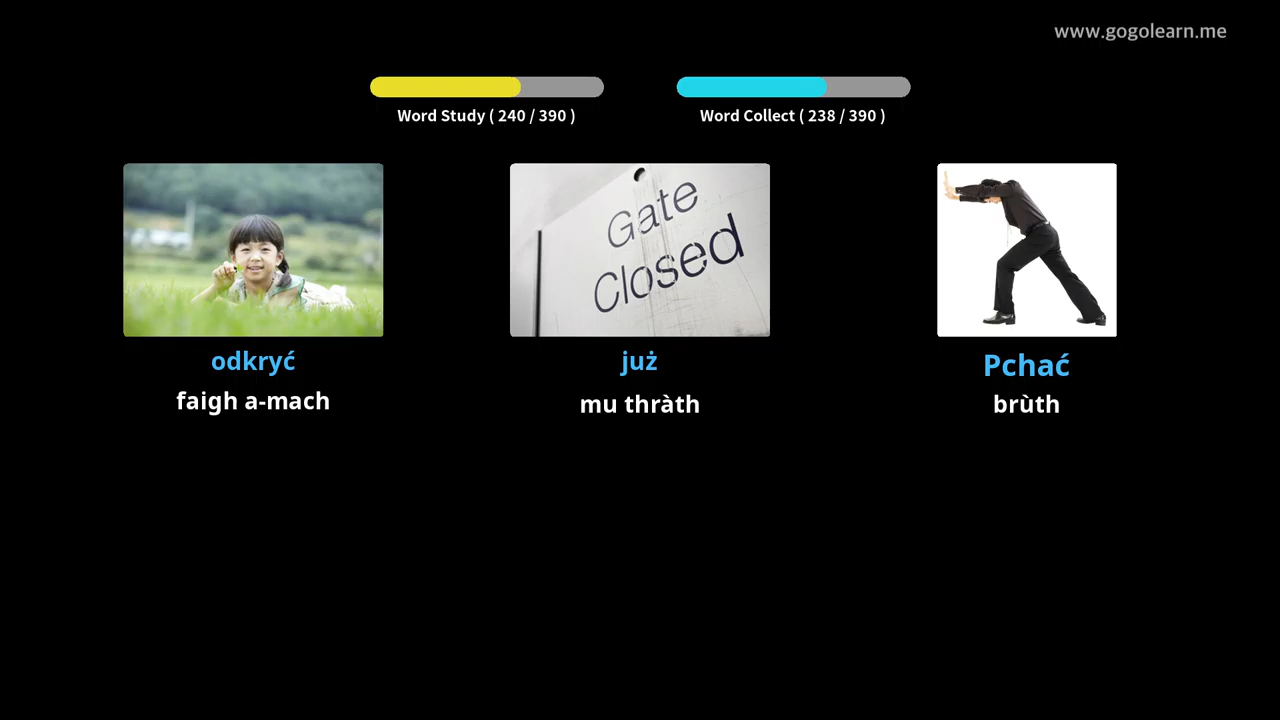 www.gogolearn.me
Word Study ( 240 / 390 )
Word Collect ( 238 / 390 )
Gate
Closed
odkryć
już
Pchać
faigh a-mach
mu thràth
brùth